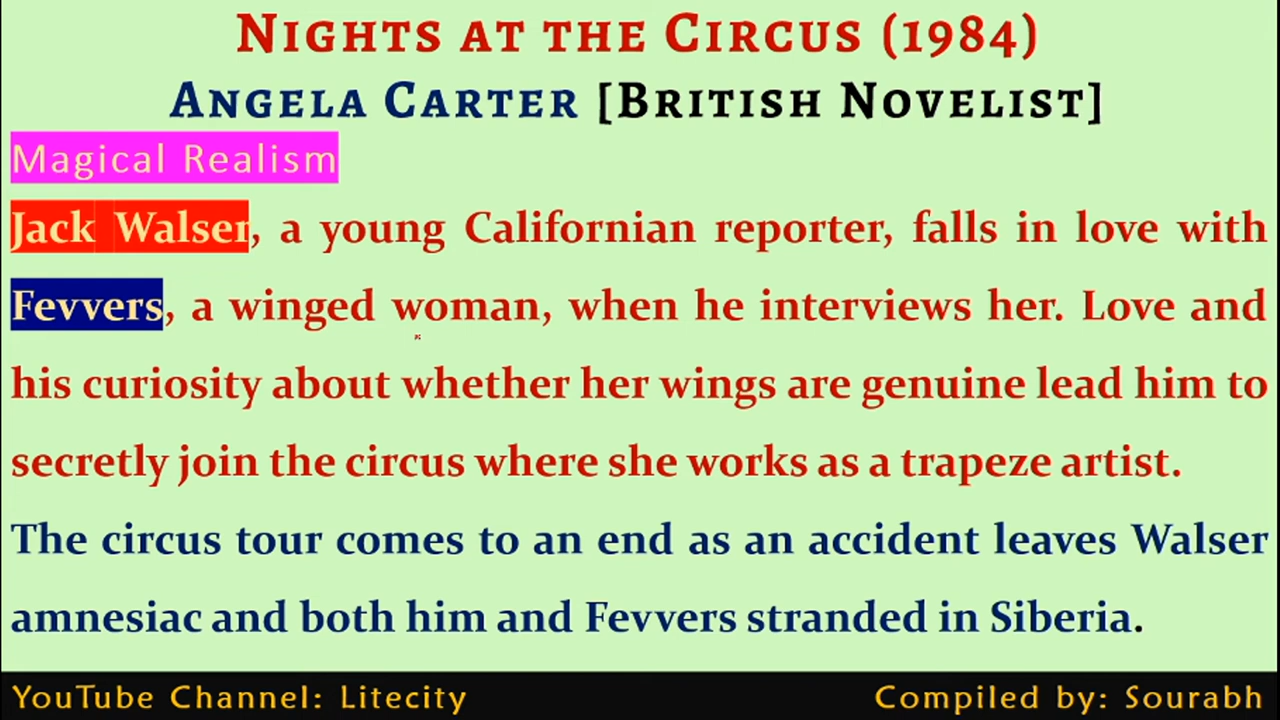 Nights at the Circus (1984)
Angela Carter [British Novelist]
Magical Realism
Jack Walser, a young Californian reporter, falls in love with
Fevvers, a winged woman, when he interviews her. Love and
his curiosity about whether her wings are genuine lead him to
secretly join the circus where she works as a trapeze artist.
The circus tour comes to an end as an accident leaves Walser
amnesiac and both him and Fevvers stranded in Siberia.
YouTube Channel: Litecity Compiled by: Sourabh